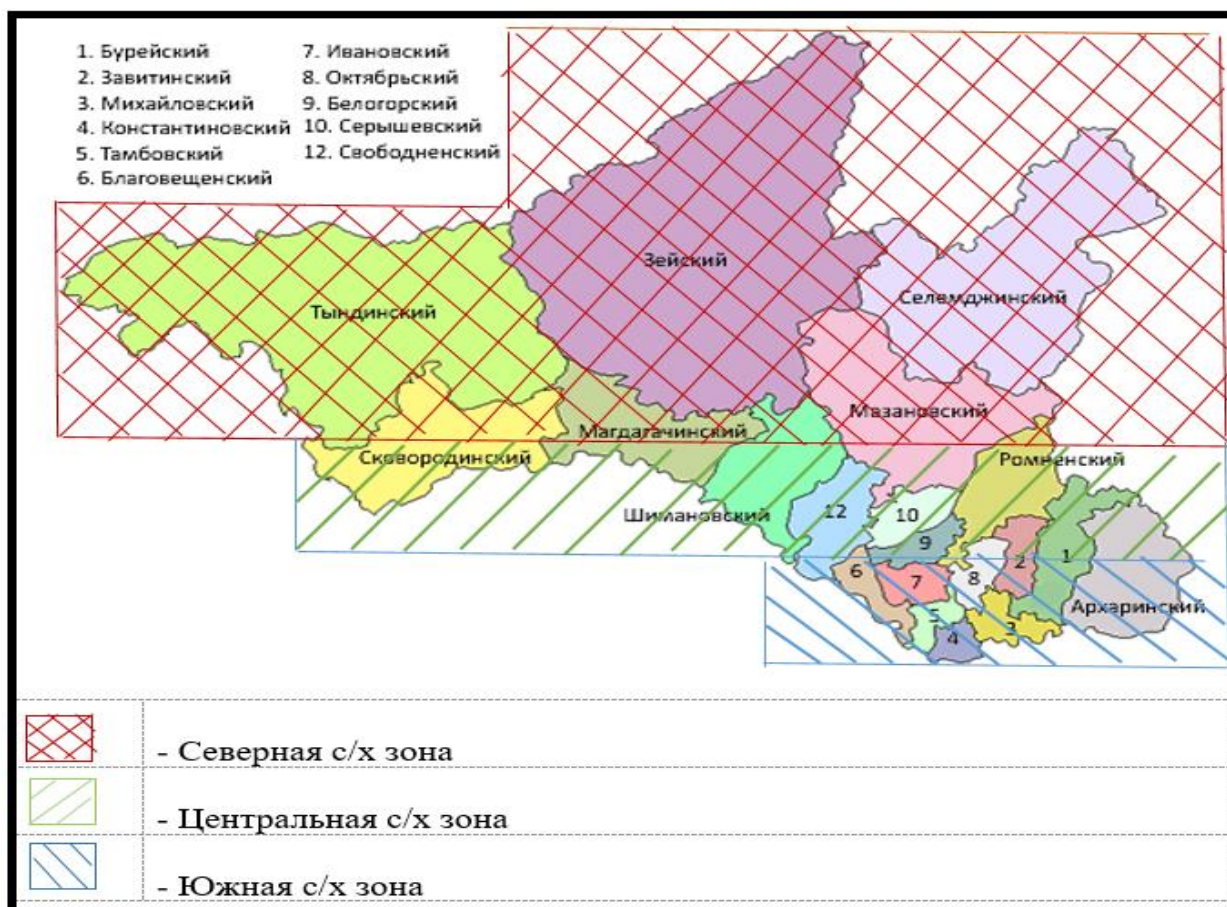 1. Бурейский
2. Завитинский
3. Михайловский
4. Константиновский
5. Тамбовский
6. Благовещенский
7. Ивановский
8. Октябрьский
9. Белогорский
10. Серышевский
12. Свободненский
Зейский
Селемджинский
Тындинский
Мазановский
Магдагачинский
Сковородинский
Ромненский
Шимановский
12
10
9
6
7
8
2
1
Архаринский
5
4
3
- Северная с/х зона
- Центральная с/х зона
- Южная с/х зона